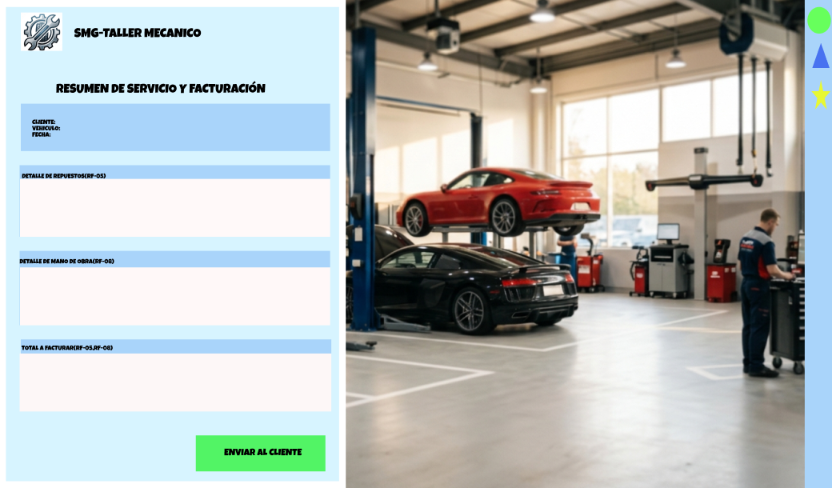 SMG-TALLER MECANICO
RESUMEN DE SERVICIO Y FACTURACIÓN
CLIENTE:
VEHICULO:
FECHA:
DETALLE DE REPUESTOS(RF-05)
DETALLE DE MANO DE OBRA(RF-06)
TOTAL A FACTURAR(RF-05,RF-06)
ENVIAR AL CLIENTE